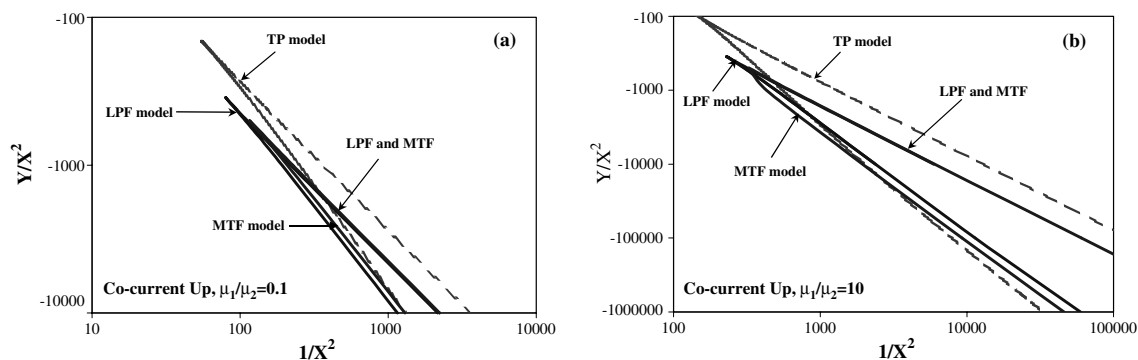 -100
(a)
TP model
LPF model
LPF and MTF
-1000
Y/X²
MTF model
Co-current Up, μ₁/μ₂=0.1
-10000
10
100
1000
10000
1/X²
-100
(b)
TP model
-1000
LPF model
LPF and MTF
-10000
Y/X²
MTF model
-100000
Co-current Up, μ₁/μ₂=10
-1000000
100
1000
10000
100000
1/X²